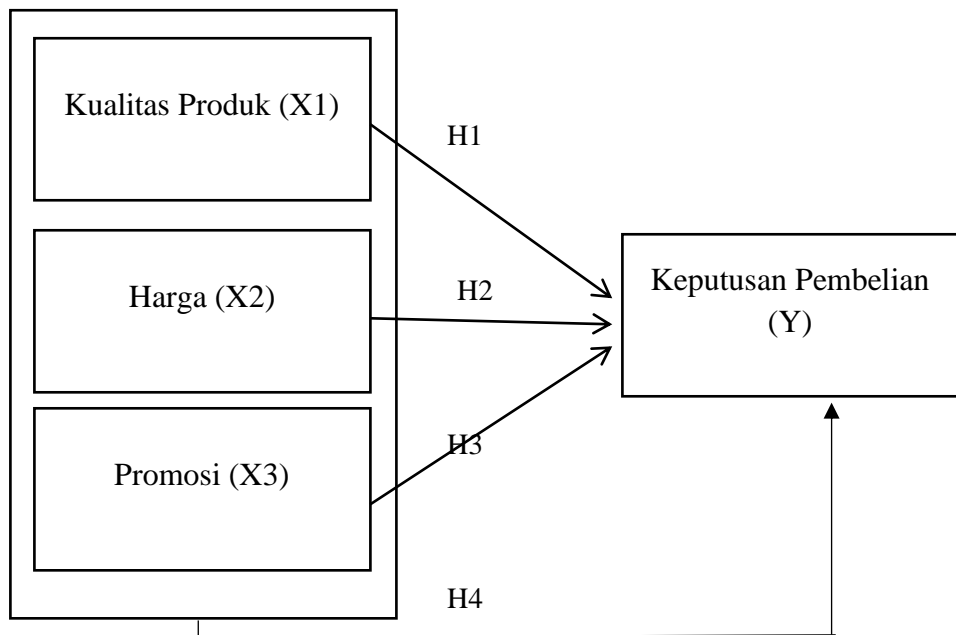 Kualitas Produk (X1)
H1
Harga (X2)
H2
Keputusan Pembelian
(Y)
Promosi (X3)
H3
H4